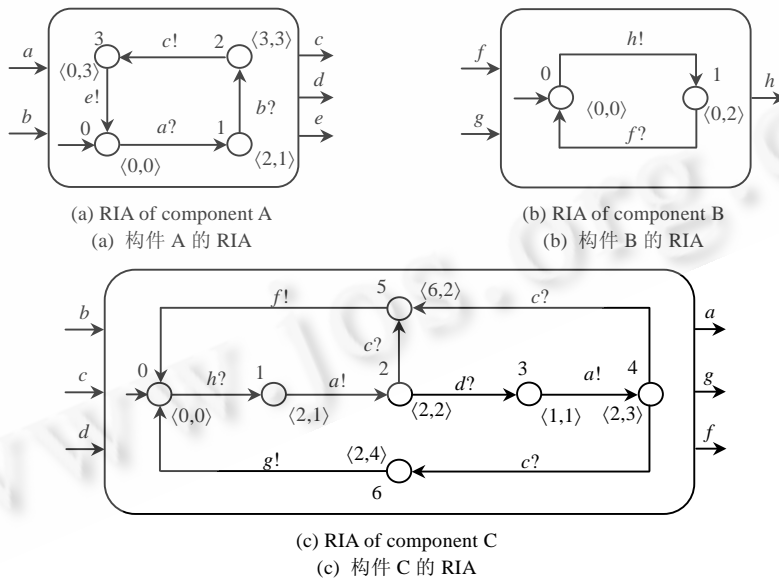 3
c!
2
⟨3,3⟩
c
a
⟨0,3⟩
d
e!
b?
b
0
a?
1
e
⟨0,0⟩
⟨2,1⟩
(a) RIA of component A
(a) 构件 A 的 RIA
f
h!
0
1
h
g
⟨0,0⟩
⟨0,2⟩
f?
(b) RIA of component B
(b) 构件 B 的 RIA
b
5
a
f!
⟨6,2⟩
c?
c?
c
0
h?
1
a!
2
d?
3
a!
4
g
⟨0,0⟩
⟨2,1⟩
⟨2,2⟩
⟨1,1⟩
⟨2,3⟩
d
g!
⟨2,4⟩
c?
f
6
(c) RIA of component C
(c) 构件 C 的 RIA
www.jos.org.c